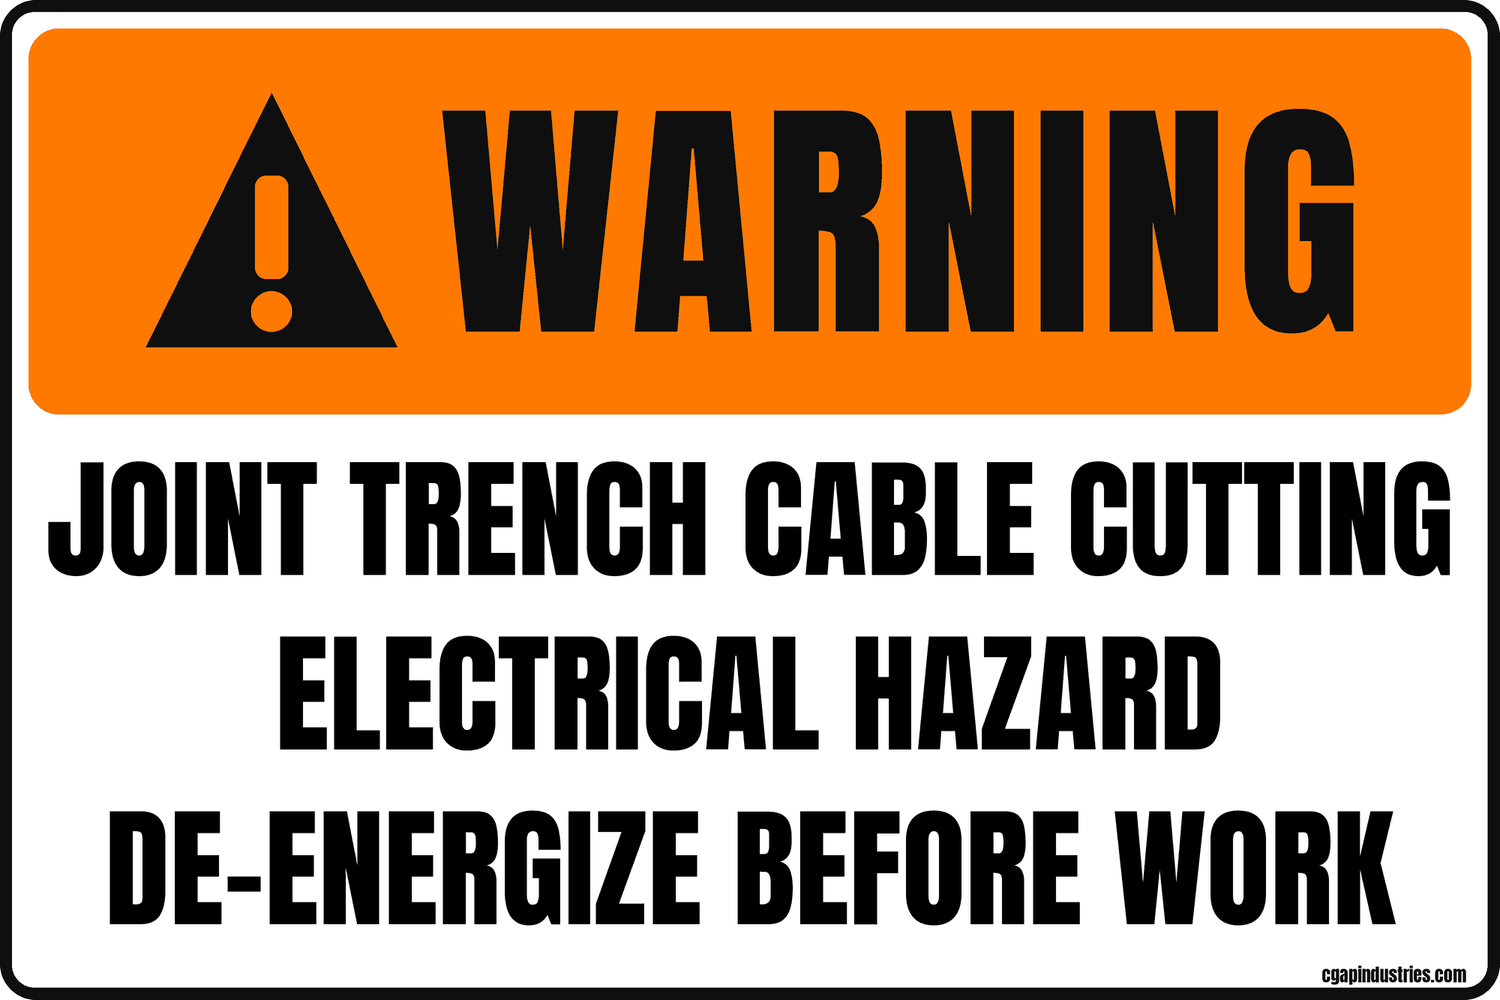 WARNING
JOINT TRENCH CABLE CUTTING
ELECTRICAL HAZARD
DE-ENERGIZE BEFORE WORK
cgapindustries.com